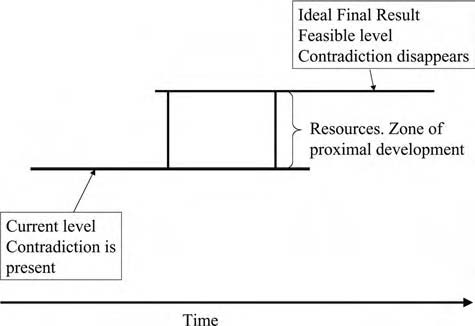 Ideal Final Result
Feasible level
Contradiction disappears
Resources. Zone of
proximal development
Current level
Contradiction is
present
Time